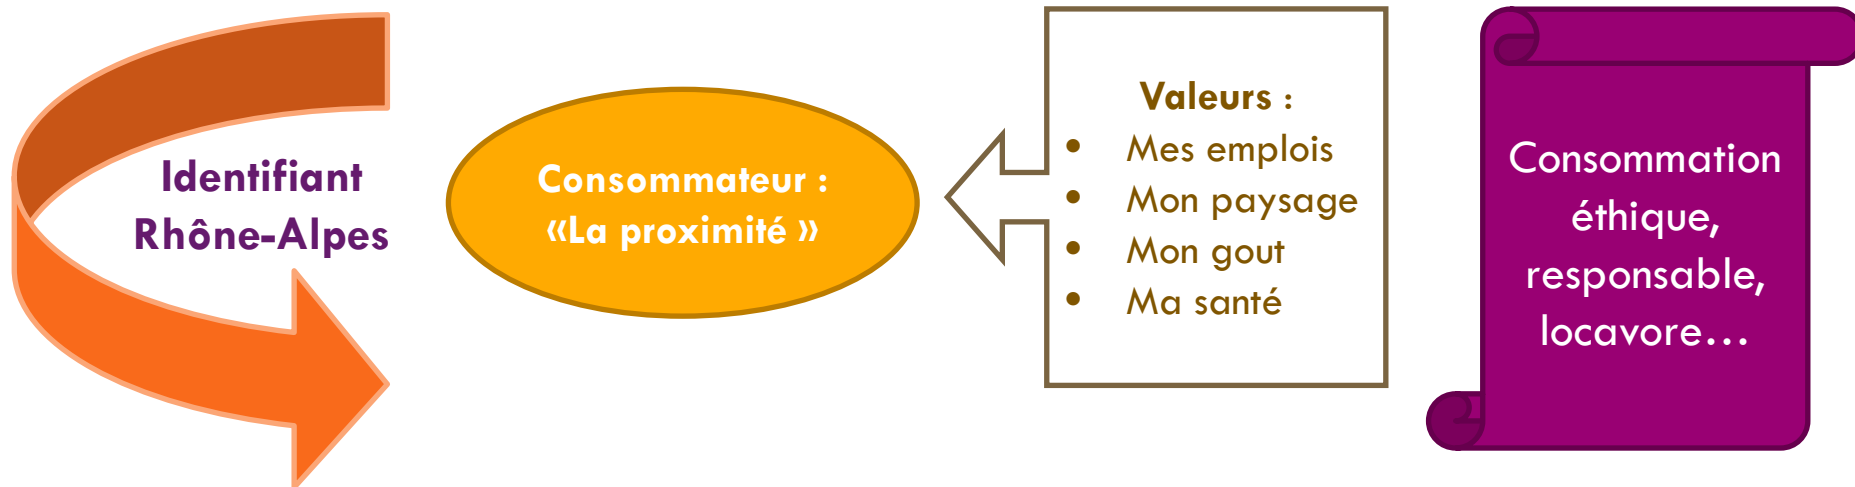 Identifiant
Rhône-Alpes
Consommateur :
«La proximité »
Valeurs :
• Mes emplois
• Mon paysage
• Mon gout
• Ma santé
Consommation
éthique,
responsable,
locavore…